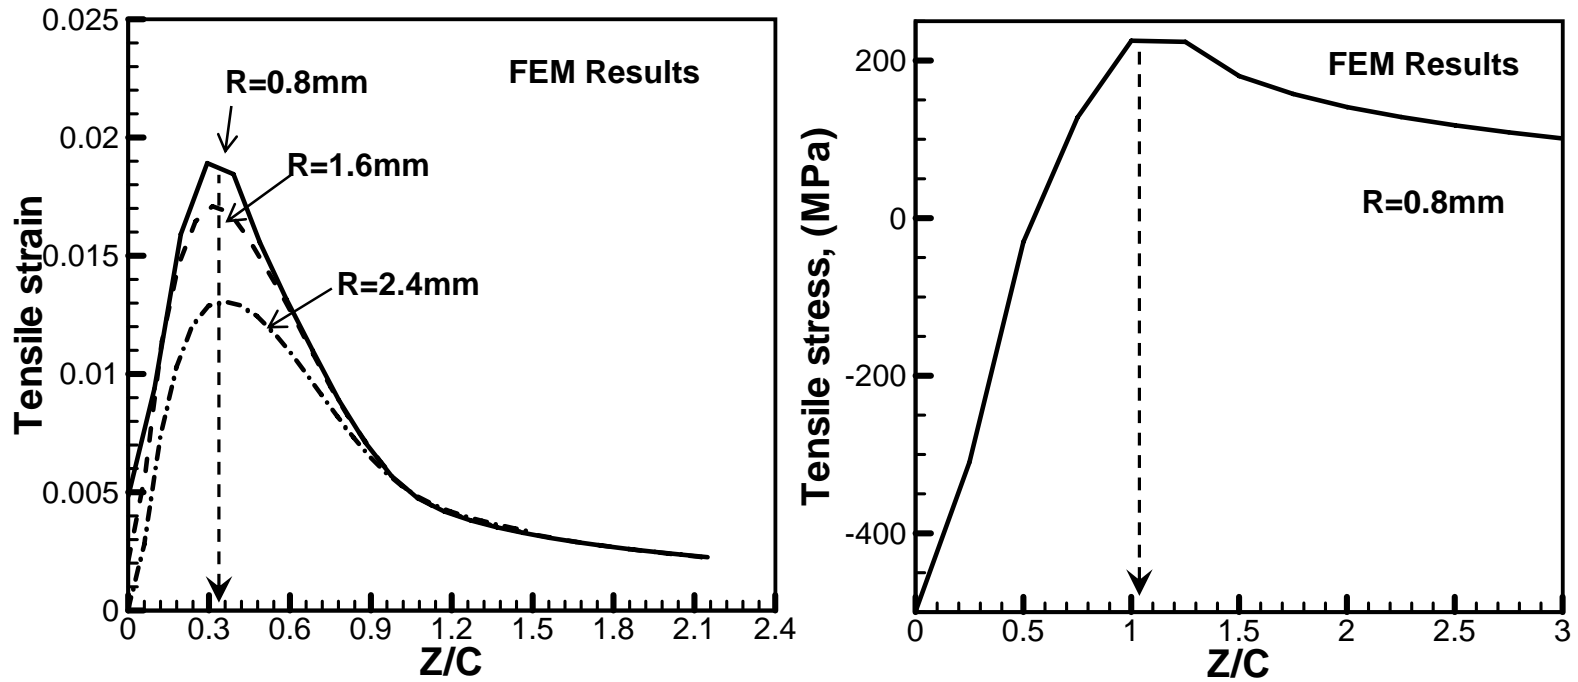 0.025
0.02
0.015
0.01
0.005
0
Tensile strain
R=0.8mm
FEM Results
R=1.6mm
R=2.4mm
0 0.3 0.6 0.9 1.2 1.5 1.8 2.1 2.4
Z/C
200
0
-200
-400
Tensile stress, (MPa)
FEM Results
R=0.8mm
0 0.5 1 1.5 2 2.5 3
Z/C